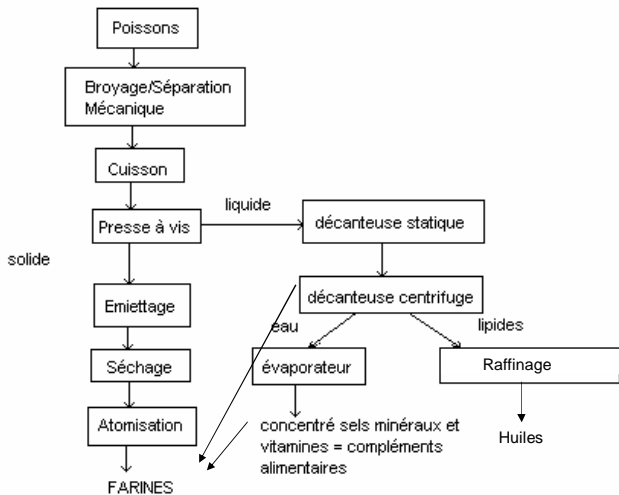 Poissons
Broyage/Séparation
Mécanique
Cuisson
liquide
Presse à vis
décanteuse statique
solide
décanteuse centrifuge
Emiettage
eau
lipides
Séchage
évaporateur
Raffinage
Atomisation
concentré sels minéraux et
vitamines = compléments
alimentaires
Huiles
FARINES